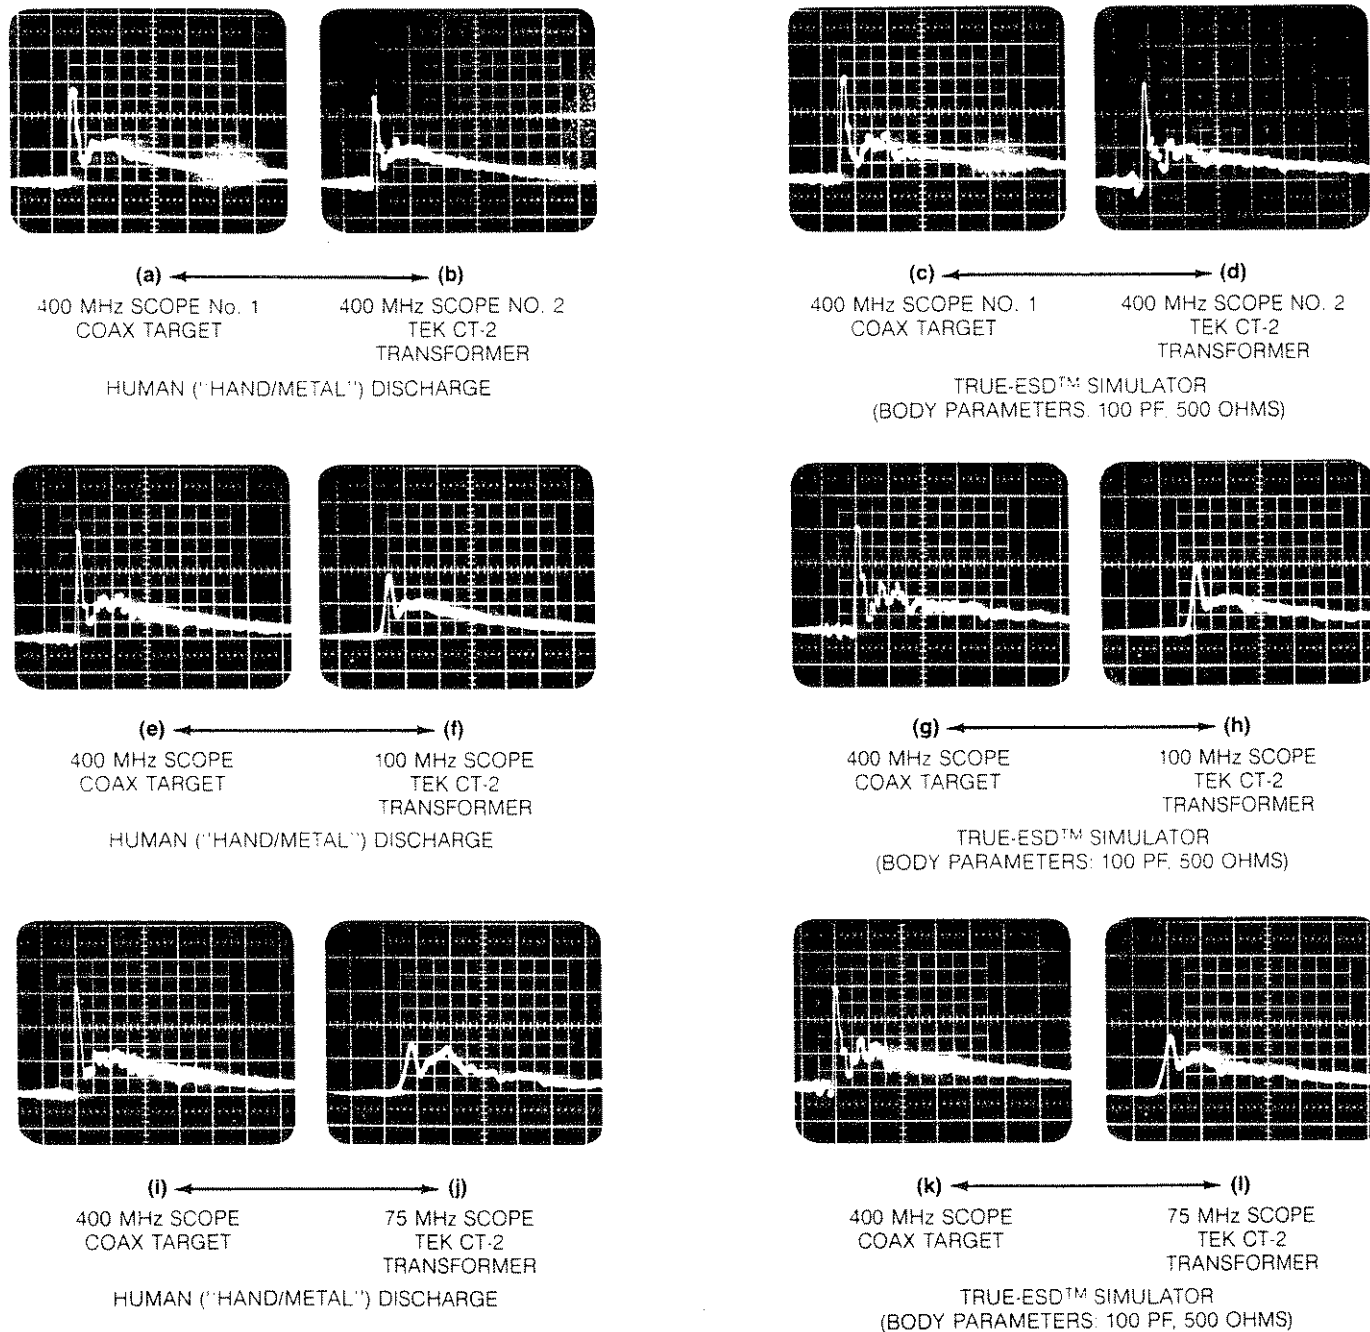 (a) (b)
400 MHz SCOPE No. 1
COAX TARGET
400 MHz SCOPE NO. 2
TEK CT-2
TRANSFORMER
HUMAN (''HAND/METAL'') DISCHARGE
(c) (d)
400 MHz SCOPE NO. 1
COAX TARGET
400 MHz SCOPE NO. 2
TEK CT-2
TRANSFORMER
TRUE-ESD™ SIMULATOR
(BODY PARAMETERS: 100 PF, 500 OHMS)
(e) (f)
400 MHz SCOPE
COAX TARGET
100 MHz SCOPE
TEK CT-2
TRANSFORMER
HUMAN (''HAND/METAL'') DISCHARGE
(g) (h)
400 MHz SCOPE
COAX TARGET
100 MHz SCOPE
TEK CT-2
TRANSFORMER
TRUE-ESD™ SIMULATOR
(BODY PARAMETERS: 100 PF, 500 OHMS)
(i) (j)
400 MHz SCOPE
COAX TARGET
75 MHz SCOPE
TEK CT-2
TRANSFORMER
HUMAN (''HAND/METAL'') DISCHARGE
(k) (l)
400 MHz SCOPE
COAX TARGET
75 MHz SCOPE
TEK CT-2
TRANSFORMER
TRUE-ESD™ SIMULATOR
(BODY PARAMETERS: 100 PF, 500 OHMS)